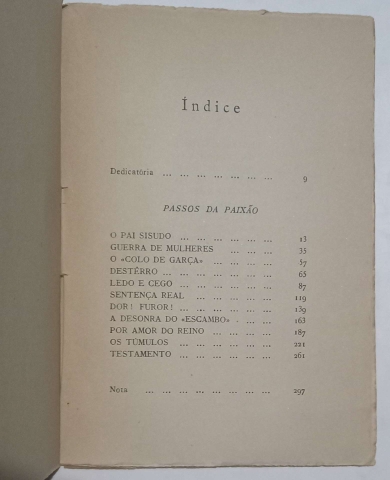 Índice
Dedicatória ... ... ... ... ... ... ... 9
PASSOS DA PAIXÃO
O PAI SISUDO ... ... ... ... ... ... ... 13
GUERRA DE MULHERES ... ... ... ... 35
O «COLO DE GARÇA» ... ... ... ... ... 57
DESTÊRRO ... ... ... ... ... ... ... 65
LEDO E CEGO ... ... ... ... ... ... ... 87
SENTENÇA REAL ... ... ... ... ... ... 119
DOR! FUROR! ... ... ... ... ... ... ... 139
A DESONRA DO «ESCAMBO» . ... ... 163
POR AMOR DO REINO ... ... ... ... ... 187
OS TÚMULOS ... ... ... ... ... ... ... 221
TESTAMENTO ... ... ... ... ... ... ... 261
Nota ... ... ... ... ... ... ... ... 297